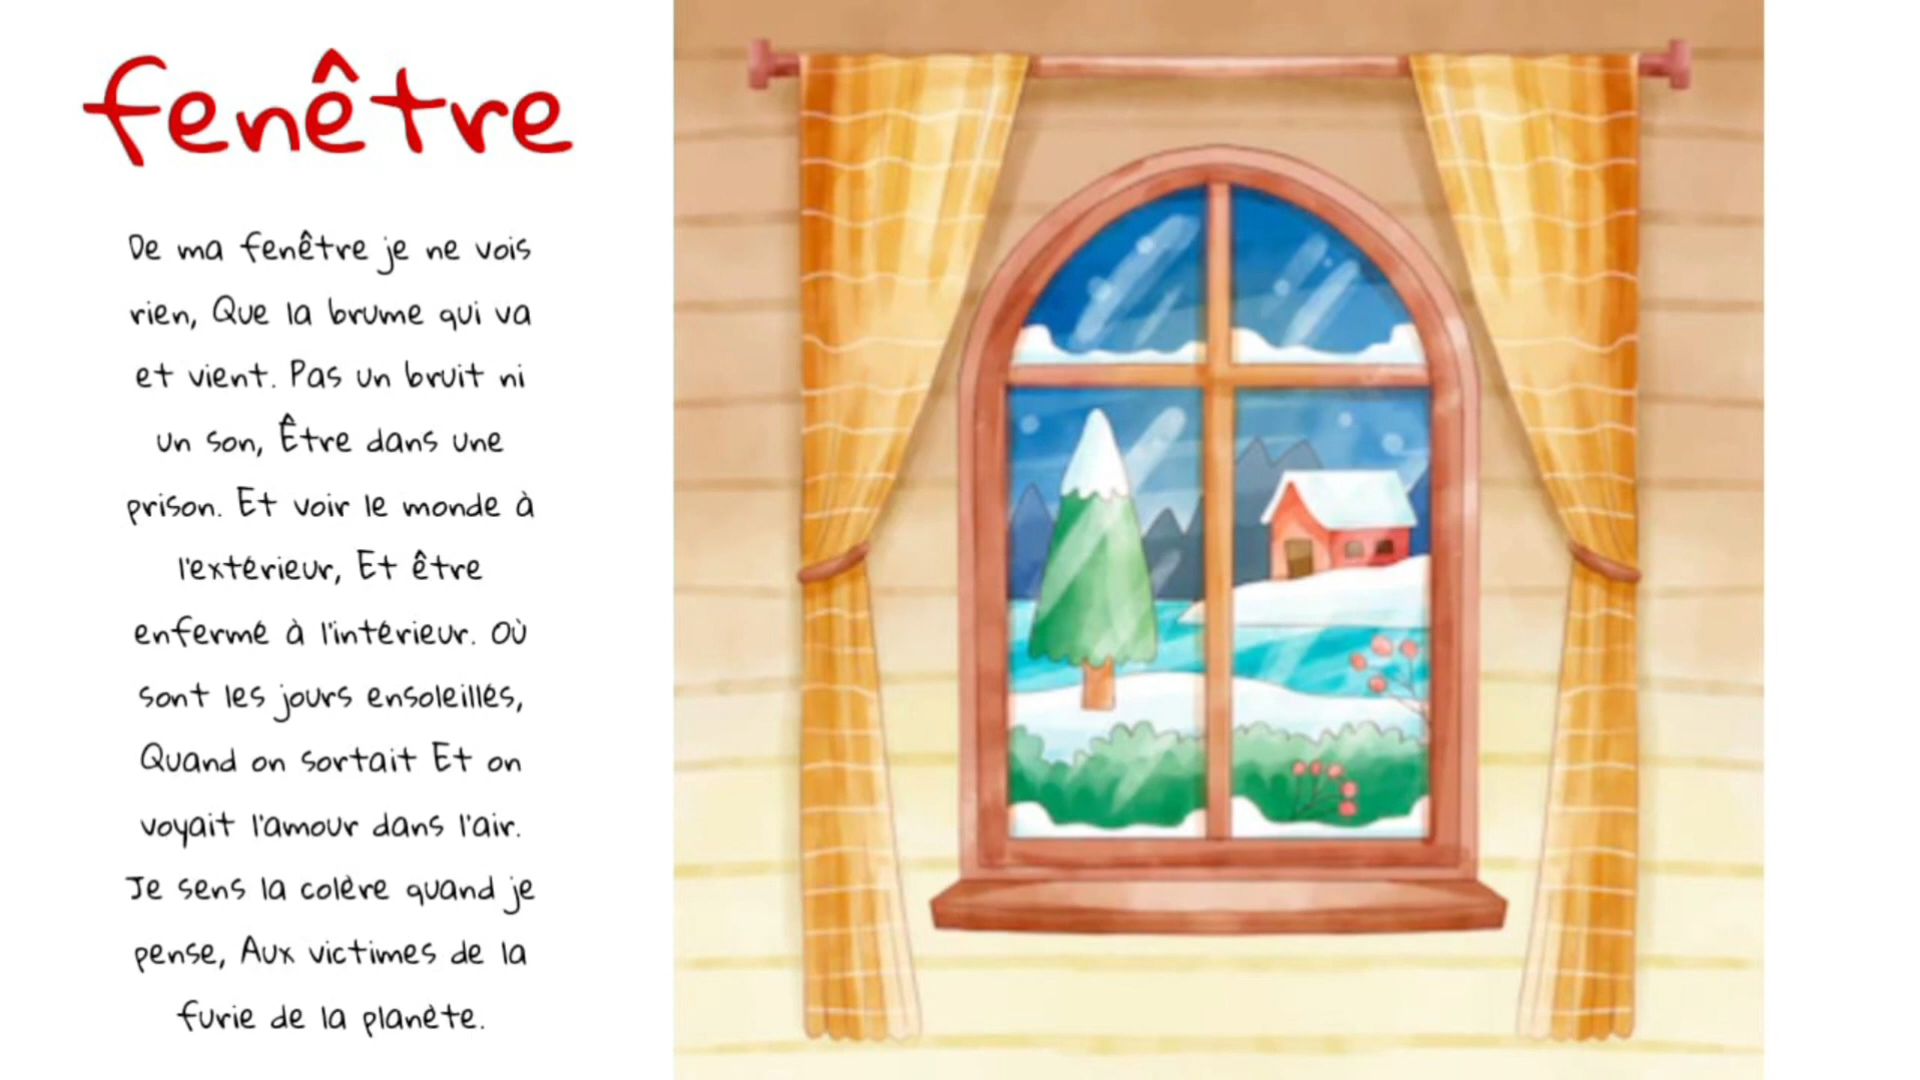 fenêtre
De ma fenêtre je ne vois
rien, Que la brume qui va
et vient. Pas un bruit ni
un son, Être dans une
prison. Et voir le monde à
l'extérieur, Et être
enfermé à l'intérieur. Où
sont les jours ensoleillés,
Quand on sortait Et on
voyait l'amour dans l'air.
Je sens la colère quand je
pense, Aux victimes de la
furie de la planète.